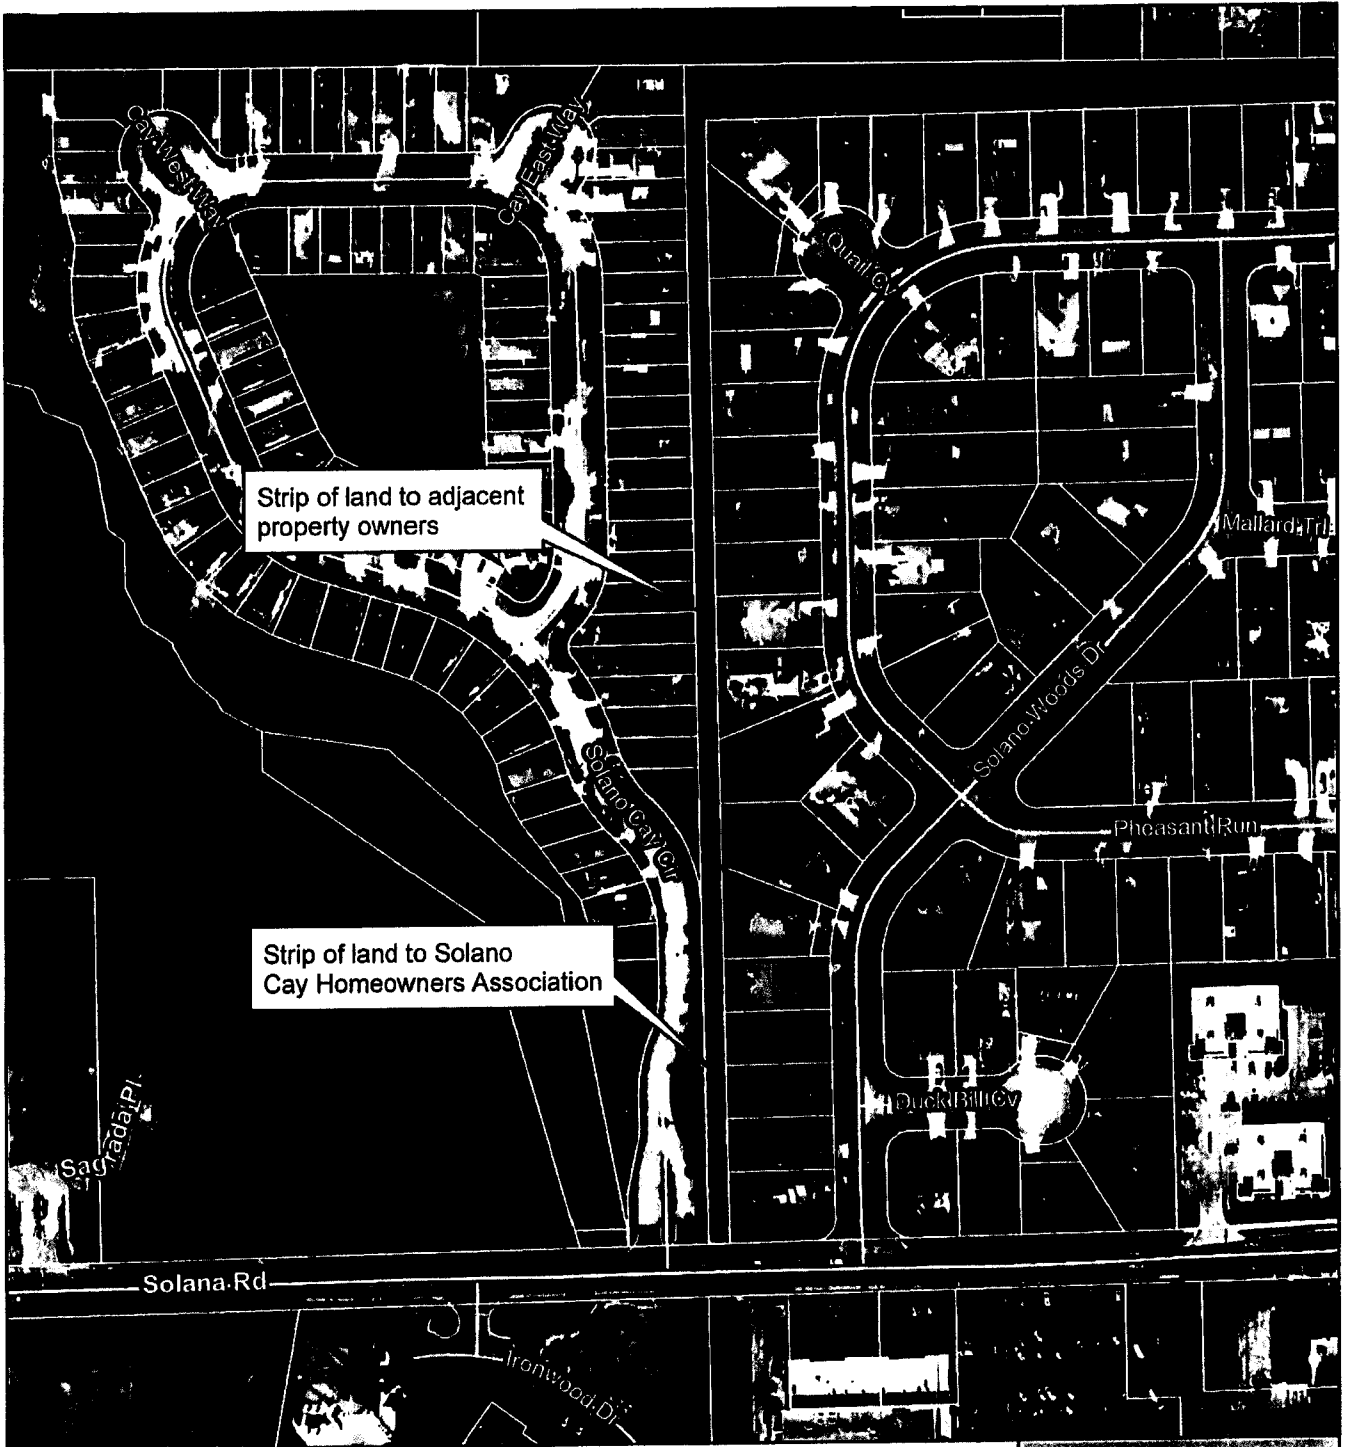 Cay West Way
Cay East Way
Quail Ct
Strip of land to adjacent
property owners
Mallard Trl
Solano Woods Dr
Solano Cay Cir
Pheasant Run
Strip of land to Solano
Cay Homeowners Association
Duck Bill Cv
Sagrada Pl
Solana Rd
Ironwood Dr